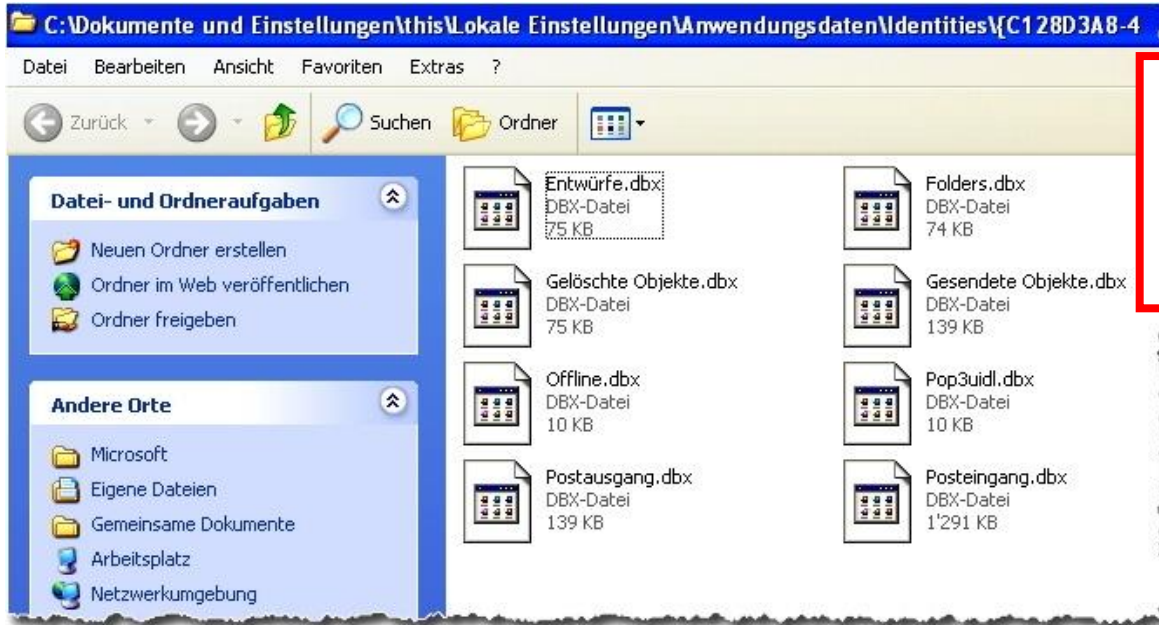 C:\Dokumente und Einstellungen\this\Lokale Einstellungen\Anwendungsdaten\Identities\{C128D3A8-4
Datei Bearbeiten Ansicht Favoriten Extras ?
Zurück Suchen Ordner
Datei- und Ordneraufgaben
Neuen Ordner erstellen
Ordner im Web veröffentlichen
Ordner freigeben
Andere Orte
Microsoft
Eigene Dateien
Gemeinsame Dokumente
Arbeitsplatz
Netzwerkumgebung
Entwürfe.dbx
DBX-Datei
75 KB
Folders.dbx
DBX-Datei
74 KB
Gelöschte Objekte.dbx
DBX-Datei
75 KB
Gesendete Objekte.dbx
DBX-Datei
139 KB
Offline.dbx
DBX-Datei
10 KB
Pop3uidl.dbx
DBX-Datei
10 KB
Postausgang.dbx
DBX-Datei
139 KB
Posteingang.dbx
DBX-Datei
1'291 KB